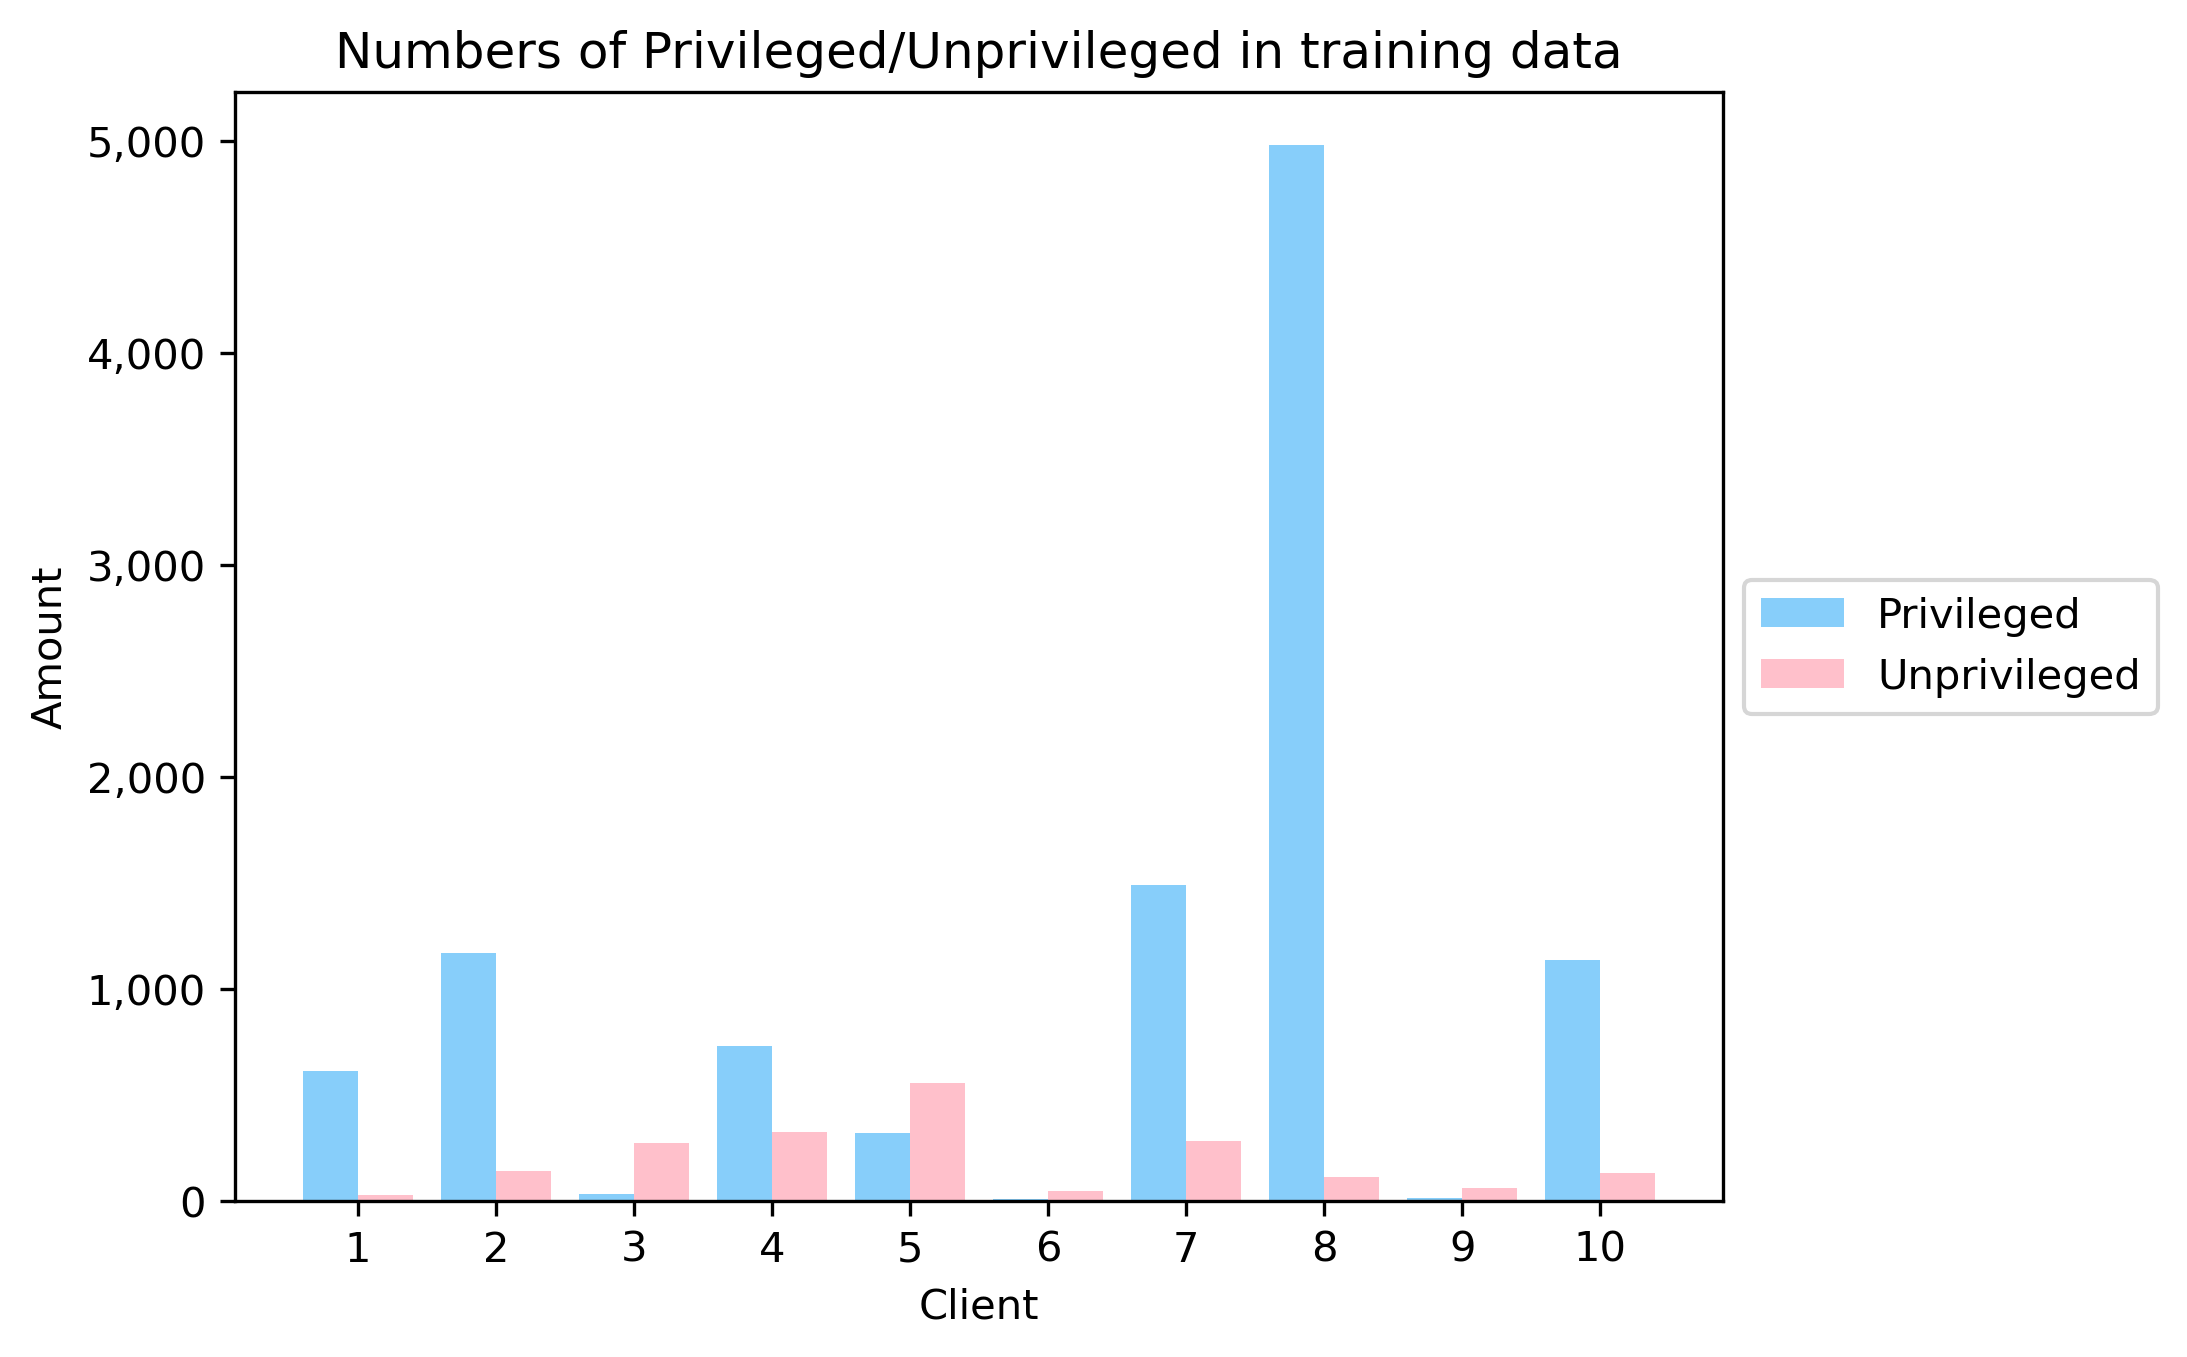 Numbers of Privileged/Unprivileged in training data
5,000
4,000
3,000
2,000
1,000
0
Amount
1 2 3 4 5 6 7 8 9 10
Client
Privileged
Unprivileged